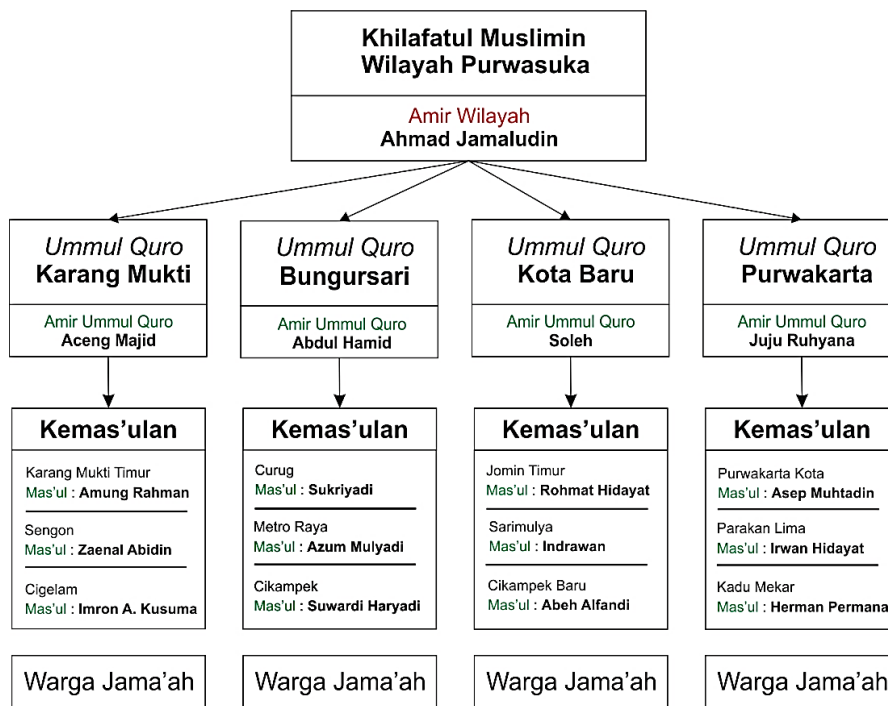 Khilafatul Muslimin
Wilayah Purwasuka
Amir Wilayah
Ahmad Jamaludin
Ummul Quro
Karang Mukti
Amir Ummul Quro
Aceng Majid
Ummul Quro
Bungursari
Amir Ummul Quro
Abdul Hamid
Ummul Quro
Kota Baru
Amir Ummul Quro
Soleh
Ummul Quro
Purwakarta
Amir Ummul Quro
Juju Ruhyana
Kemas'ulan
Karang Mukti Timur
Mas'ul : Amung Rahman
Sengon
Mas'ul : Zaenal Abidin
Cigelam
Mas'ul : Imron A. Kusuma
Kemas'ulan
Curug
Mas'ul : Sukriyadi
Metro Raya
Mas'ul : Azum Mulyadi
Cikampek
Mas'ul : Suwardi Haryadi
Kemas'ulan
Jomin Timur
Mas'ul : Rohmat Hidayat
Sarimulya
Mas'ul : Indrawan
Cikampek Baru
Mas'ul : Abeh Alfandi
Kemas'ulan
Purwakarta Kota
Mas'ul : Asep Muhtadin
Parakan Lima
Mas'ul : Irwan Hidayat
Kadu Mekar
Mas'ul : Herman Permana
Warga Jama'ah
Warga Jama'ah
Warga Jama'ah
Warga Jama'ah